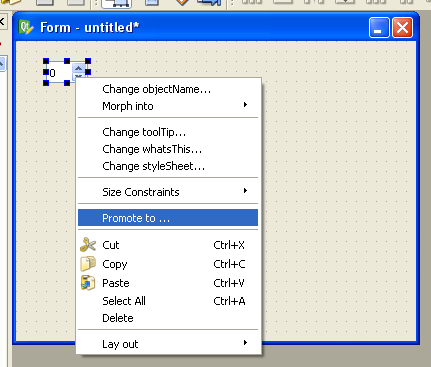 Form - untitled*
0
Change objectName...
Morph into
Change toolTip...
Change whatsThis...
Change styleSheet...
Size Constraints
Promote to ...
Cut Ctrl+X
Copy Ctrl+C
Paste Ctrl+V
Select All Ctrl+A
Delete
Lay out